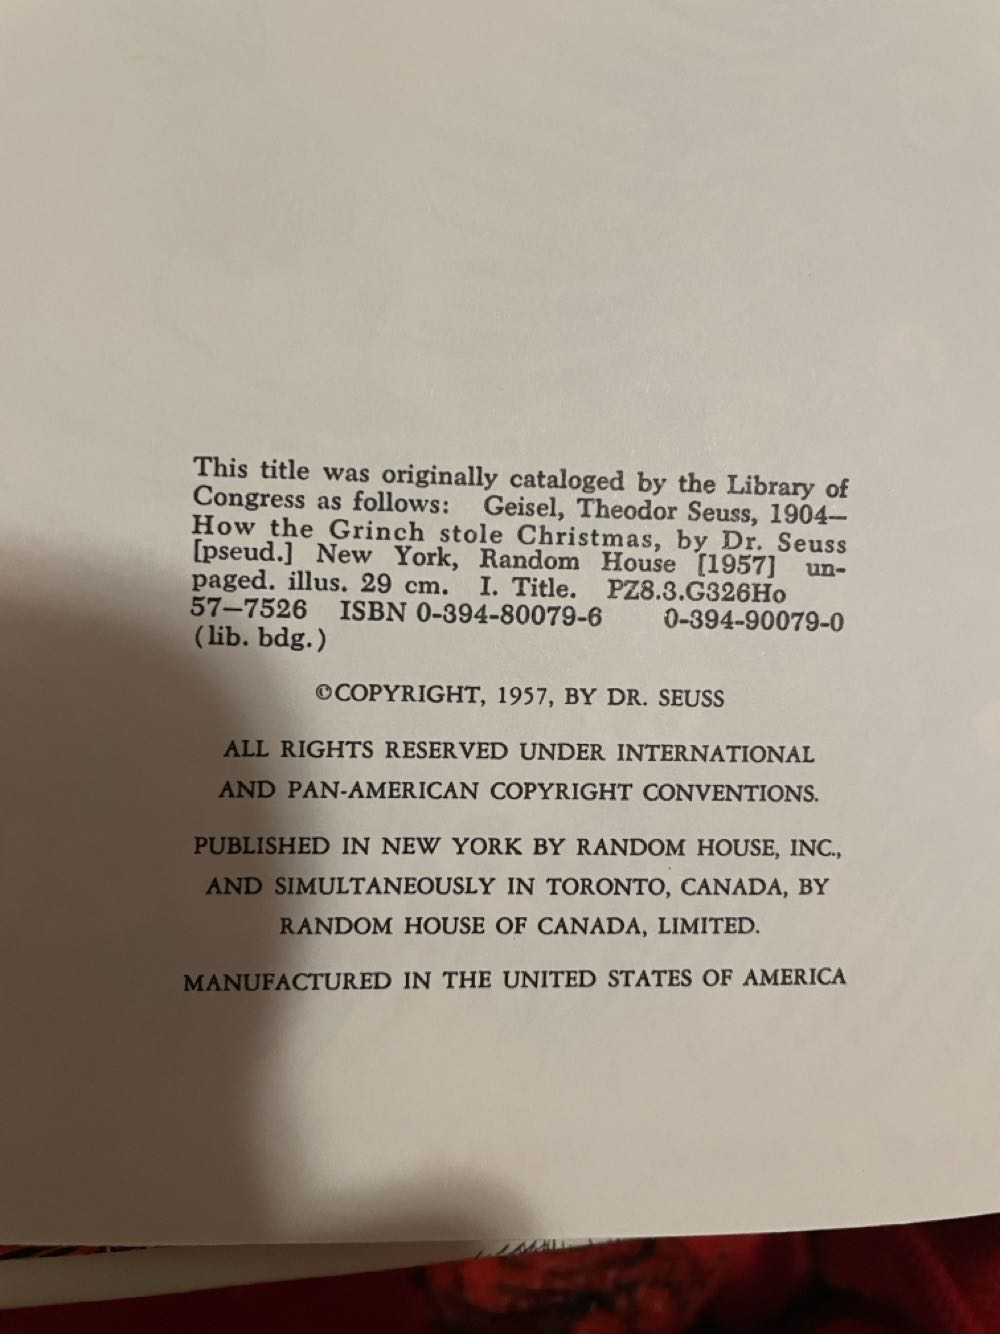 This title was originally cataloged by the Library of
Congress as follows: Geisel, Theodor Seuss, 1904—
How the Grinch stole Christmas, by Dr. Seuss
[pseud.] New York, Random House [1957] un-
paged. illus. 29 cm. I. Title. PZ8.3.G326Ho
57—7526 ISBN 0-394-80079-6 0-394-90079-0
(lib. bdg.)
©COPYRIGHT, 1957, BY DR. SEUSS
ALL RIGHTS RESERVED UNDER INTERNATIONAL
AND PAN-AMERICAN COPYRIGHT CONVENTIONS.
PUBLISHED IN NEW YORK BY RANDOM HOUSE, INC.,
AND SIMULTANEOUSLY IN TORONTO, CANADA, BY
RANDOM HOUSE OF CANADA, LIMITED.
MANUFACTURED IN THE UNITED STATES OF AMERICA